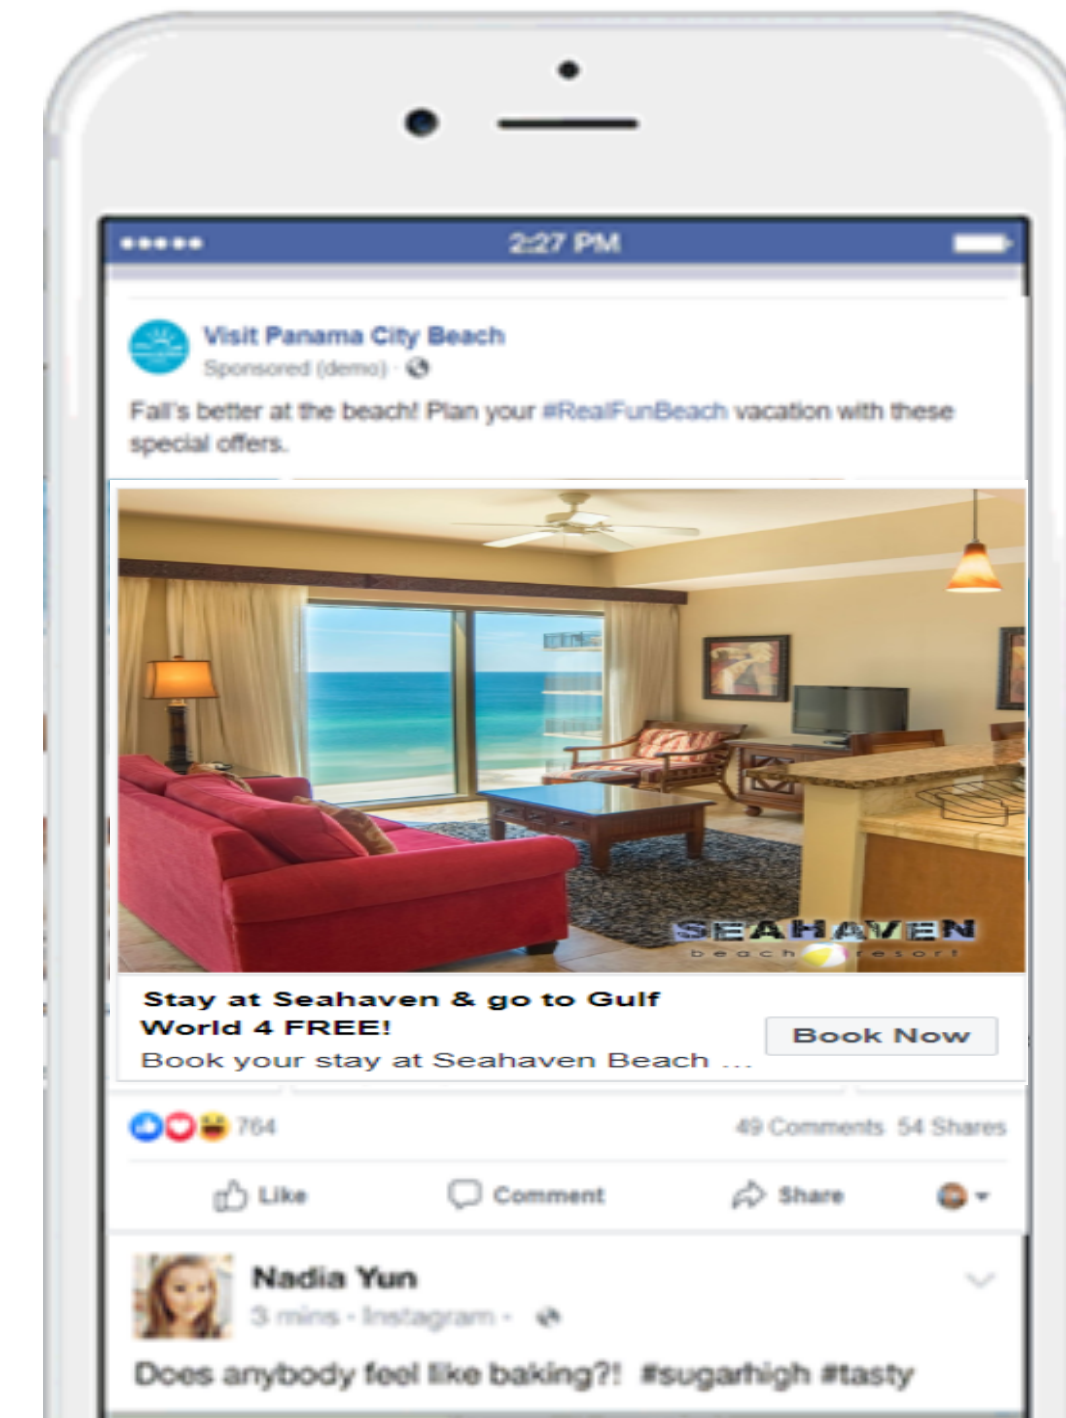 2:27 PM
Visit Panama City Beach
Sponsored (demo) ·
Fall's better at the beach! Plan your #RealFunBeach vacation with these
special offers.
SEAHAVEN
beach resort
Stay at Seahaven & go to Gulf
World 4 FREE!
Book your stay at Seahaven Beach ...
Book Now
764
49 Comments 54 Shares
Like Comment Share
Nadia Yun
3 mins · Instagram ·
Does anybody feel like baking?! #sugarhigh #tasty